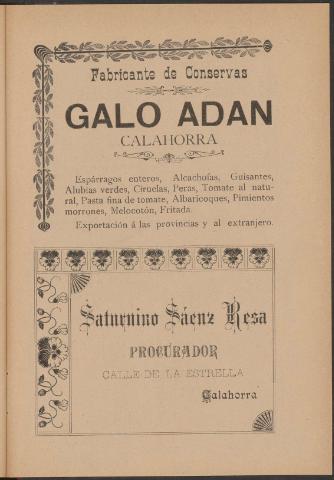 Fabricante de Conservas
GALO ADAN
CALAHORRA
Espárragos enteros, Alcachofas, Guisantes,
Alubias verdes, Ciruelas, Peras, Tomate al natu-
ral, Pasta fina de tomate, Albaricoques, Pimientos
morrones, Melocotón, Fritada.
Exportación á las provincias y al extranjero.
Saturnino Sáenz Resa
PROCURADOR
CALLE DE LA ESTRELLA
Calahorra